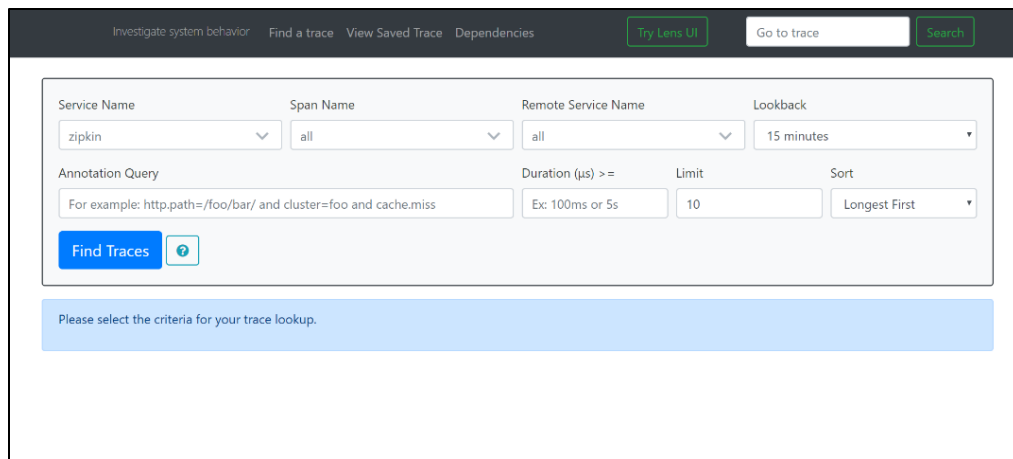 Investigate system behavior Find a trace View Saved Trace Dependencies Try Lens UI Go to trace Search
Service Name Span Name Remote Service Name Lookback
zipkin all all 15 minutes
Annotation Query Duration (μs) >= Limit Sort
For example: http.path=/foo/bar/ and cluster=foo and cache.miss Ex: 100ms or 5s 10 Longest First
Find Traces ?
Please select the criteria for your trace lookup.